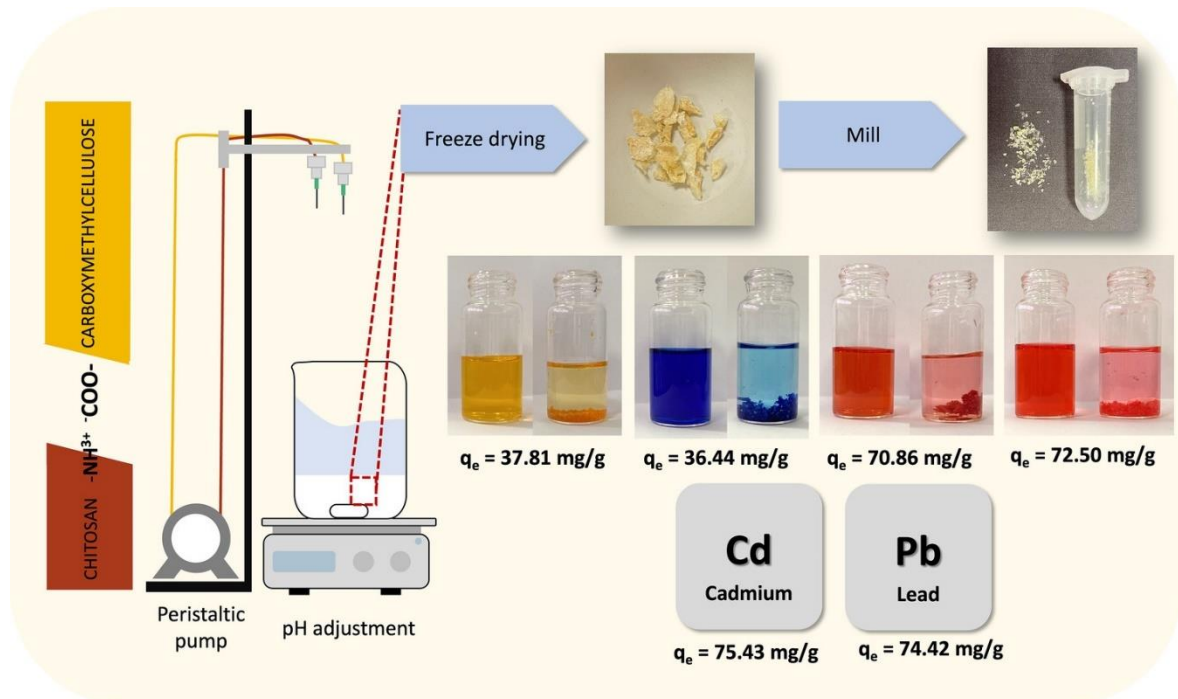 CARBOXYMETHYLCELLULOSE
-COO-
-NH³⁺
CHITOSAN
Peristaltic
pump
pH adjustment
Freeze drying
Mill
qₑ = 37.81 mg/g
qₑ = 36.44 mg/g
qₑ = 70.86 mg/g
qₑ = 72.50 mg/g
Cd
Cadmium
Pb
Lead
qₑ = 75.43 mg/g
qₑ = 74.42 mg/g